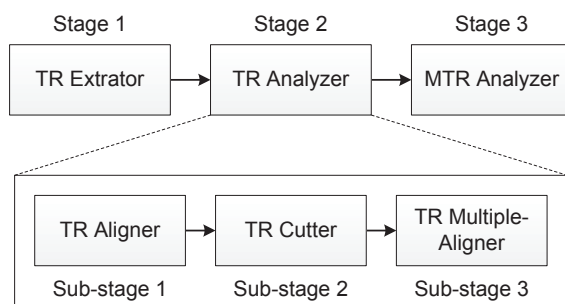 Stage 1 Stage 2 Stage 3
TR Extrator TR Analyzer MTR Analyzer
TR Aligner TR Cutter TR Multiple-
Aligner
Sub-stage 1 Sub-stage 2 Sub-stage 3